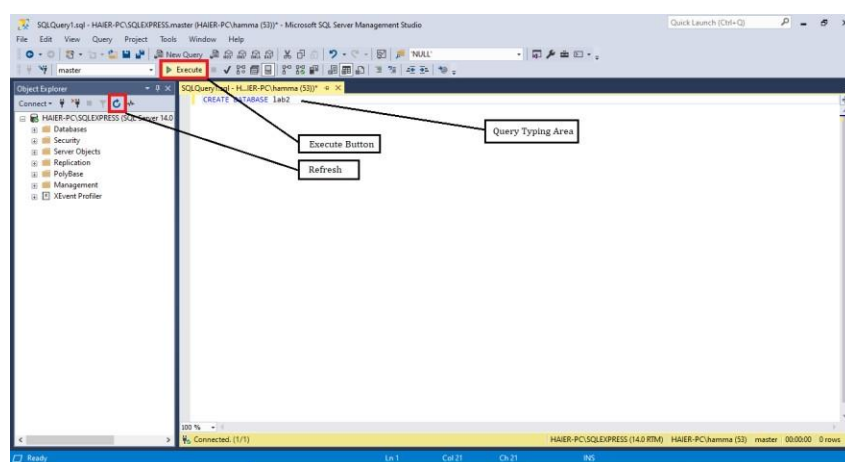 SQLQuery1.sql - HAIER-PC\SQLEXPRESS.master (HAIER-PC\hamma (53))* - Microsoft SQL Server Management Studio
Quick Launch (Ctrl+Q)
File Edit View Query Project Tools Window Help
New Query
'NULL'
master
Execute
Object Explorer
SQLQuery1.sql - H...IER-PC\hamma (53))*
Connect
CREATE DATABASE lab2
HAIER-PC\SQLEXPRESS (SQL Server 14.0
Databases
Security
Server Objects
Replication
PolyBase
Management
XEvent Profiler
Query Typing Area
Execute Button
Refresh
100 %
Connected. (1/1)
HAIER-PC\SQLEXPRESS (14.0 RTM)
HAIER-PC\hamma (53)
master
00:00:00
0 rows
Ready
Ln 1
Col 21
Ch 21
INS